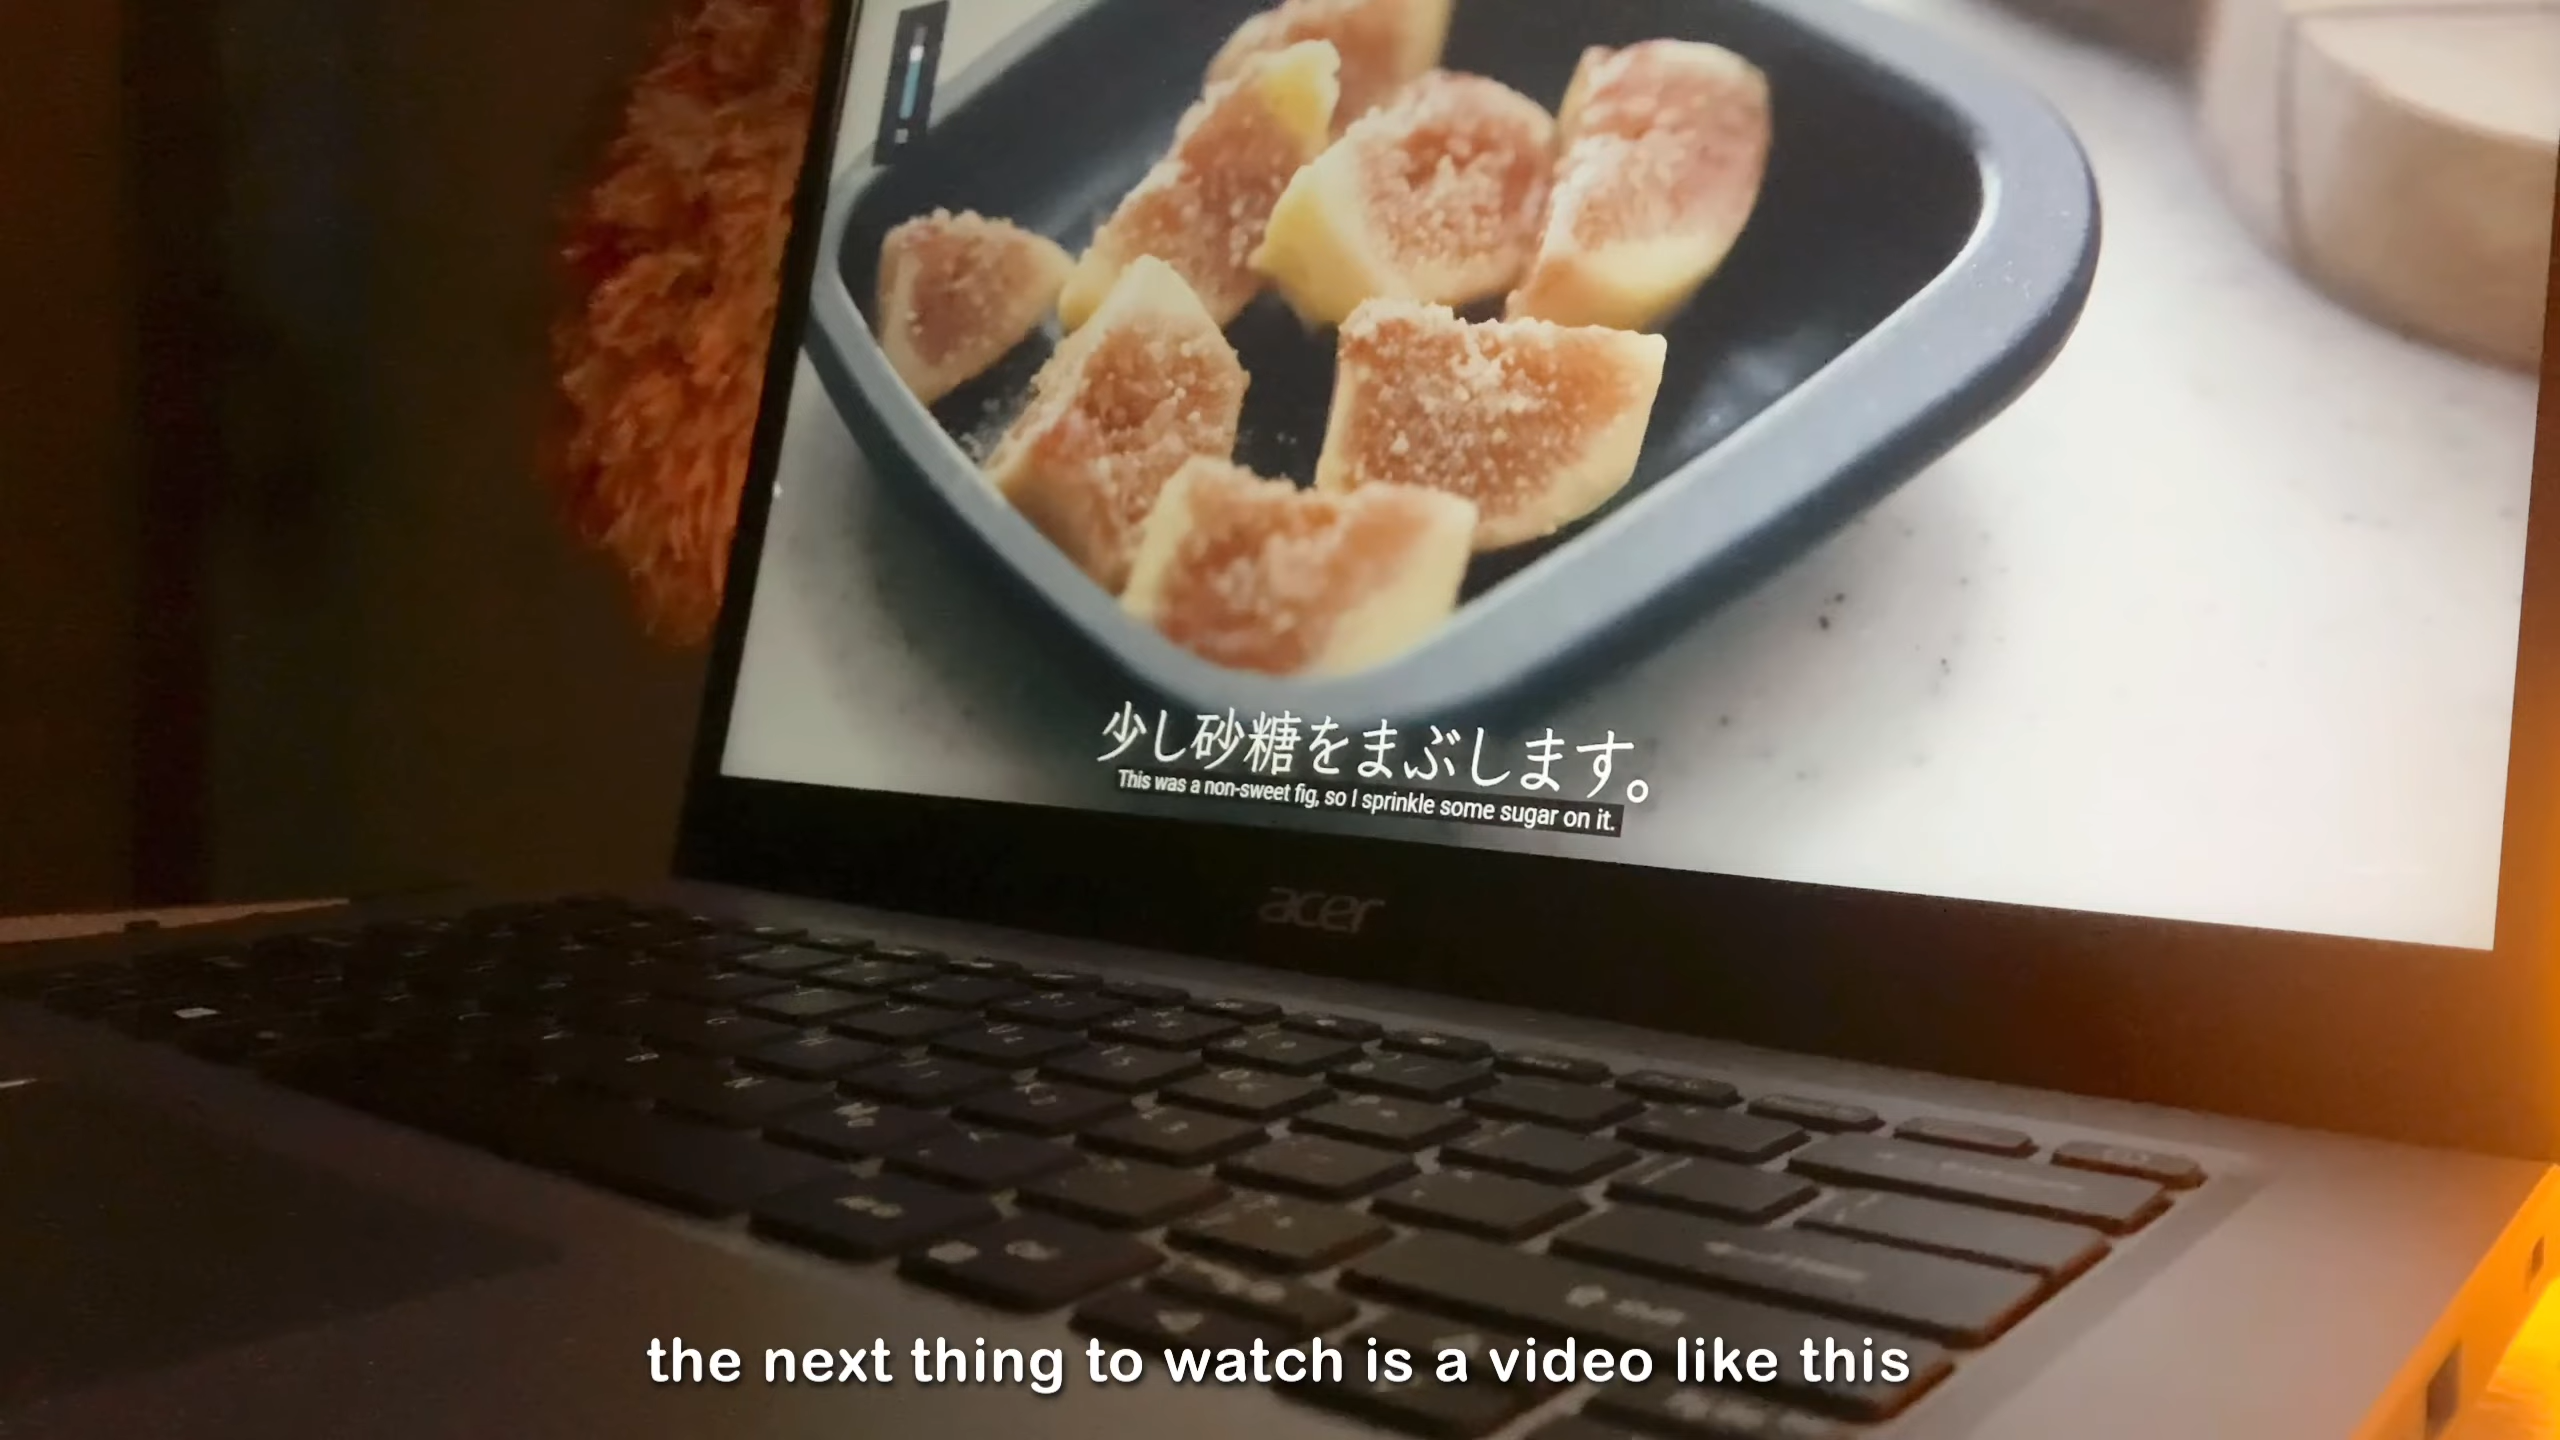 少し砂糖をまぶします。
This was a non-sweet fig, so I sprinkle some sugar on it.
acer
the next thing to watch is a video like this